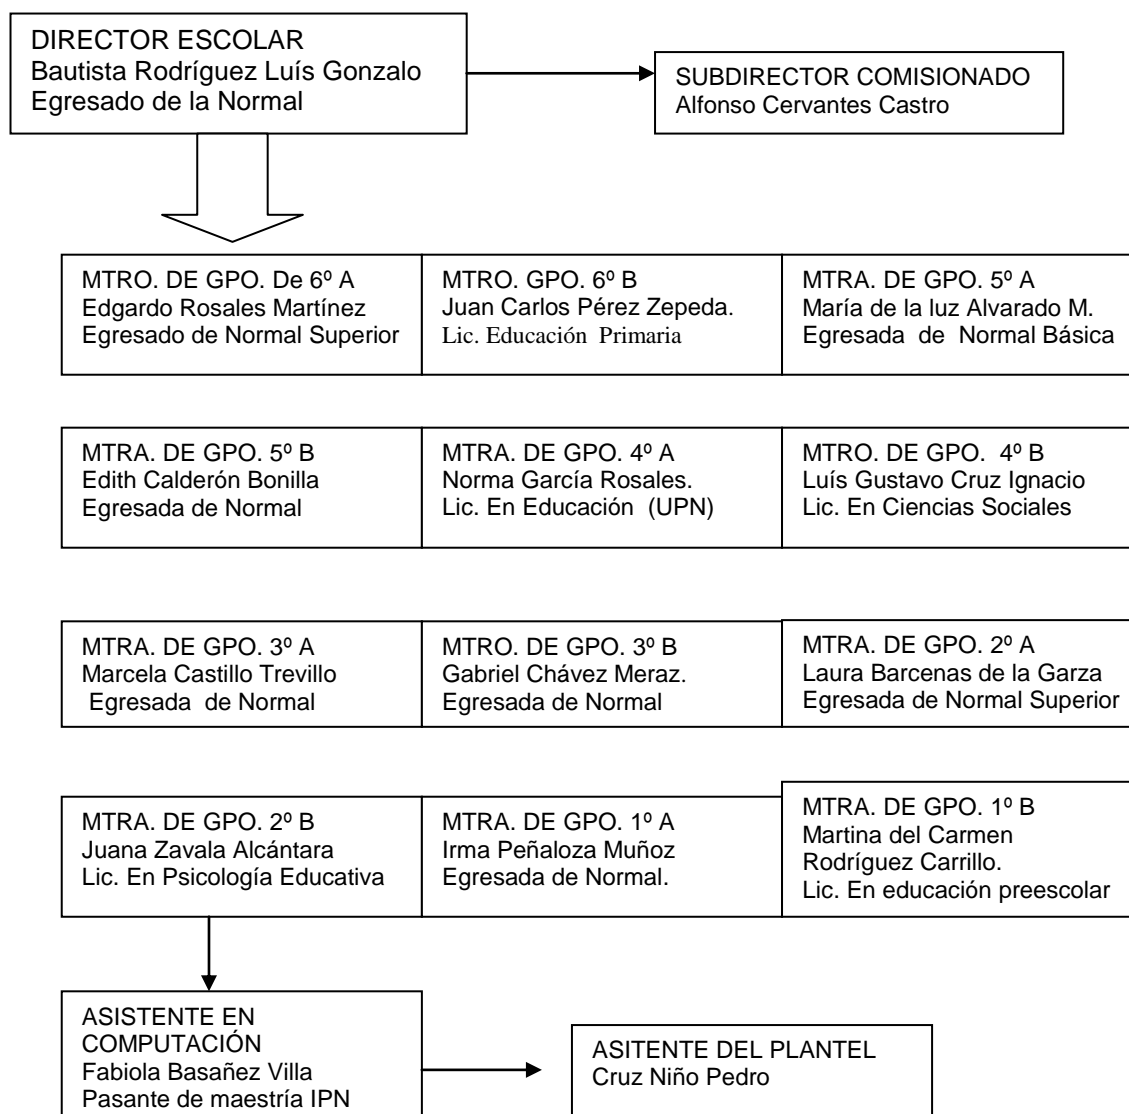 DIRECTOR ESCOLAR
Bautista Rodríguez Luís Gonzalo
Egresado de la Normal
SUBDIRECTOR COMISIONADO
Alfonso Cervantes Castro
MTRO. DE GPO. De 6º A
Edgardo Rosales Martínez
Egresado de Normal Superior
MTRO. GPO. 6º B
Juan Carlos Pérez Zepeda.
Lic. Educación Primaria
MTRA. DE GPO. 5º A
María de la luz Alvarado M.
Egresada de Normal Básica
MTRA. DE GPO. 5º B
Edith Calderón Bonilla
Egresada de Normal
MTRA. DE GPO. 4º A
Norma García Rosales.
Lic. En Educación (UPN)
MTRO. DE GPO. 4º B
Luís Gustavo Cruz Ignacio
Lic. En Ciencias Sociales
MTRA. DE GPO. 3º A
Marcela Castillo Trevillo
Egresada de Normal
MTRO. DE GPO. 3º B
Gabriel Chávez Meraz.
Egresada de Normal
MTRA. DE GPO. 2º A
Laura Barcenas de la Garza
Egresada de Normal Superior
MTRA. DE GPO. 2º B
Juana Zavala Alcántara
Lic. En Psicología Educativa
MTRA. DE GPO. 1º A
Irma Peñaloza Muñoz
Egresada de Normal.
MTRA. DE GPO. 1º B
Martina del Carmen
Rodríguez Carrillo.
Lic. En educación preescolar
ASISTENTE EN
COMPUTACIÓN
Fabiola Basañez Villa
Pasante de maestría IPN
ASITENTE DEL PLANTEL
Cruz Niño Pedro